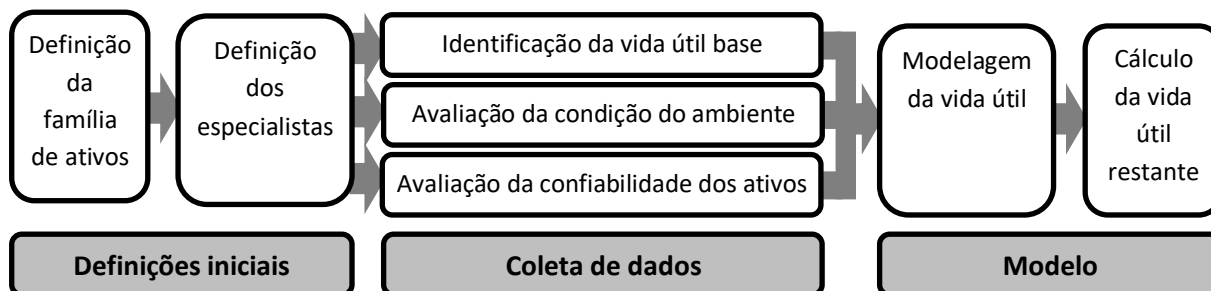 Definição
da
família
de ativos
Definição
dos
especialistas
Identificação da vida útil base
Avaliação da condição do ambiente
Avaliação da confiabilidade dos ativos
Modelagem
da vida útil
Cálculo
da vida
útil
restante
Definições iniciais
Coleta de dados
Modelo